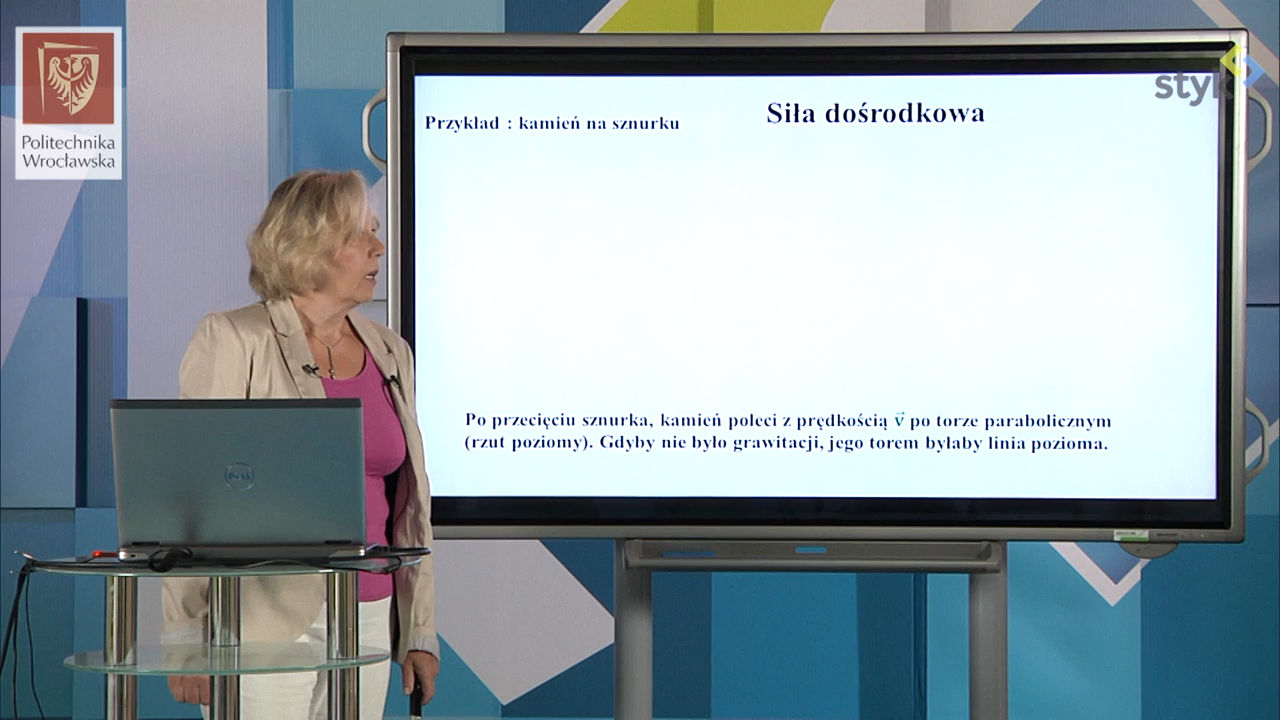 Politechnika
Wrocławska
styk
Siła dośrodkowa
Przykład : kamień na sznurku
Po przecięciu sznurka, kamień poleci z prędkością v⃗ po torze parabolicznym
(rzut poziomy). Gdyby nie było grawitacji, jego torem byłaby linia pozioma.
DELL